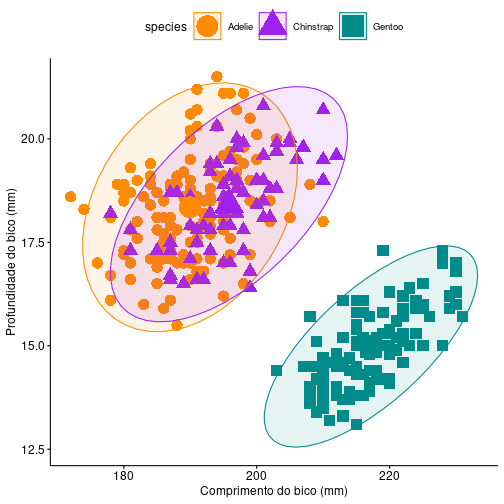 species Adelie Chinstrap Gentoo
Profundidade do bico (mm)
20.0
17.5
15.0
12.5
180 200 220
Comprimento do bico (mm)